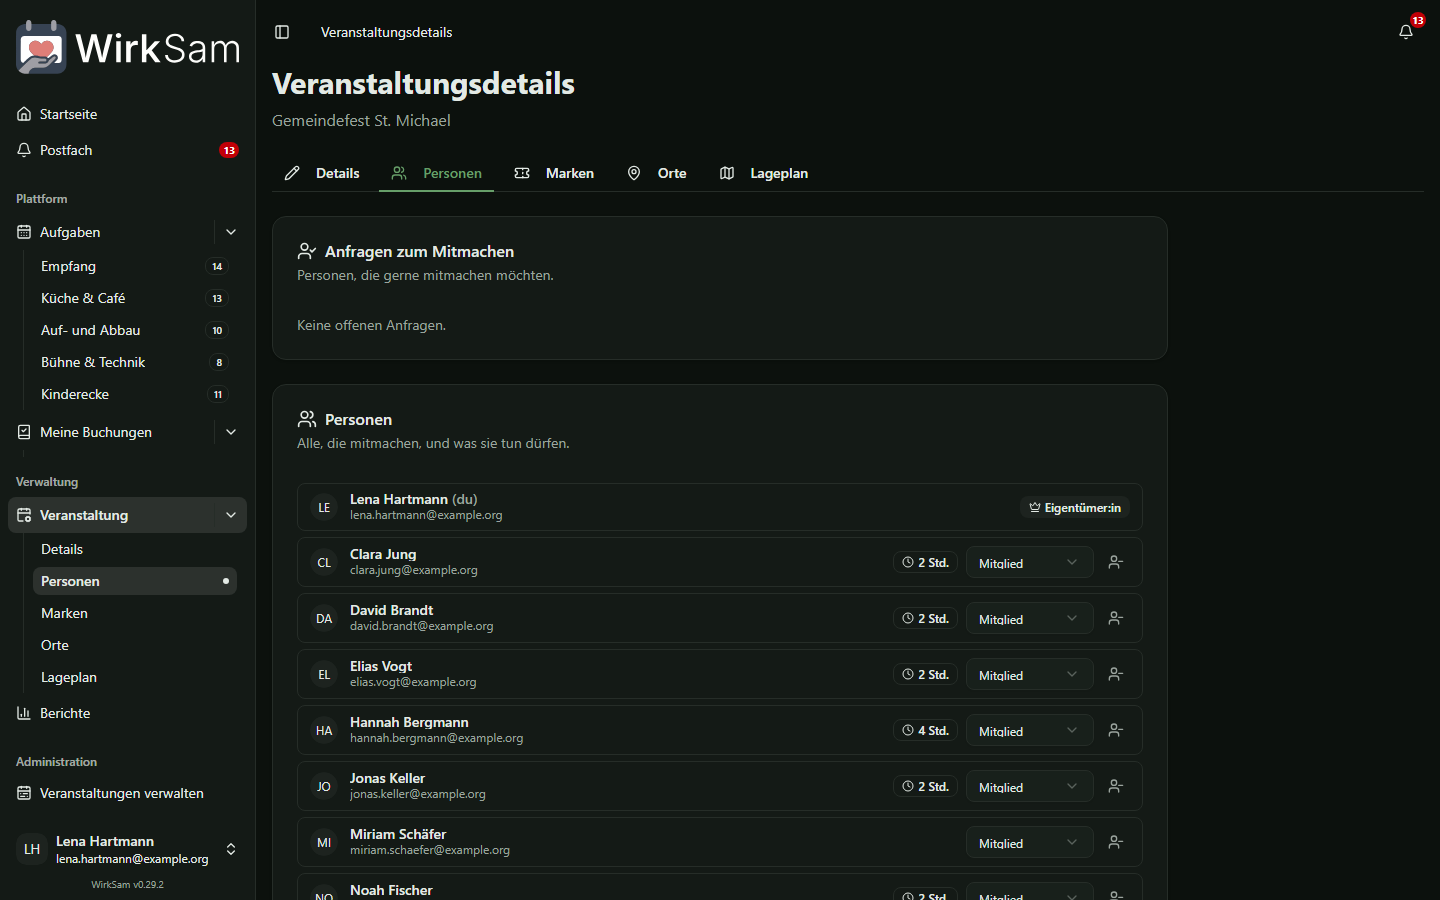 WirkSam
Startseite
Postfach 13
Plattform
Aufgaben
Empfang 14
Küche & Café 13
Auf- und Abbau 10
Bühne & Technik 8
Kinderecke 11
Meine Buchungen
Verwaltung
Veranstaltung
Details
Personen
Marken
Orte
Lageplan
Berichte
Administration
Veranstaltungen verwalten
LH Lena Hartmann
lena.hartmann@example.org
WirkSam v0.29.2
Veranstaltungsdetails 13
Veranstaltungsdetails
Gemeindefest St. Michael
Details Personen Marken Orte Lageplan
Anfragen zum Mitmachen
Personen, die gerne mitmachen möchten.
Keine offenen Anfragen.
Personen
Alle, die mitmachen, und was sie tun dürfen.
LE Lena Hartmann (du) Eigentümer:in
lena.hartmann@example.org
CL Clara Jung 2 Std. Mitglied
clara.jung@example.org
DA David Brandt 2 Std. Mitglied
david.brandt@example.org
EL Elias Vogt 2 Std. Mitglied
elias.vogt@example.org
HA Hannah Bergmann 4 Std. Mitglied
hannah.bergmann@example.org
JO Jonas Keller 2 Std. Mitglied
jonas.keller@example.org
MI Miriam Schäfer Mitglied
miriam.schaefer@example.org
NO Noah Fischer 2 Std. Mitglied